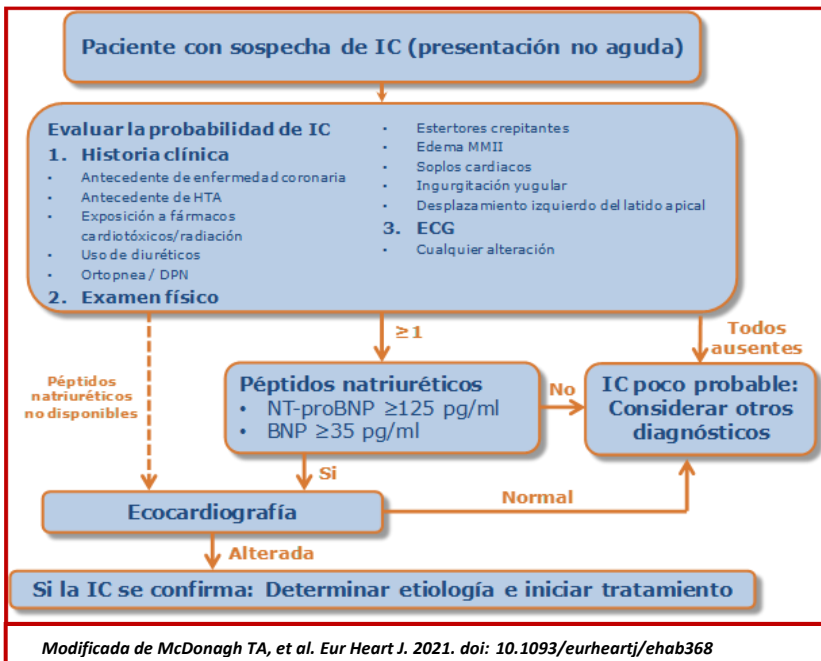 Paciente con sospecha de IC (presentación no aguda)
Evaluar la probabilidad de IC
1. Historia clínica
• Antecedente de enfermedad coronaria
• Antecedente de HTA
• Exposición a fármacos
cardiotóxicos/radiación
• Uso de diuréticos
• Ortopnea / DPN
2. Examen físico
• Estertores crepitantes
• Edema MMII
• Soplos cardiacos
• Ingurgitación yugular
• Desplazamiento izquierdo del latido apical
3. ECG
• Cualquier alteración
≥1
Todos
ausentes
Péptidos
natriuréticos
no disponibles
Péptidos natriuréticos
• NT-proBNP ≥125 pg/ml
• BNP ≥35 pg/ml
No
IC poco probable:
Considerar otros
diagnósticos
Si
Normal
Ecocardiografía
Alterada
Si la IC se confirma: Determinar etiología e iniciar tratamiento
Modificada de McDonagh TA, et al. Eur Heart J. 2021. doi: 10.1093/eurheartj/ehab368